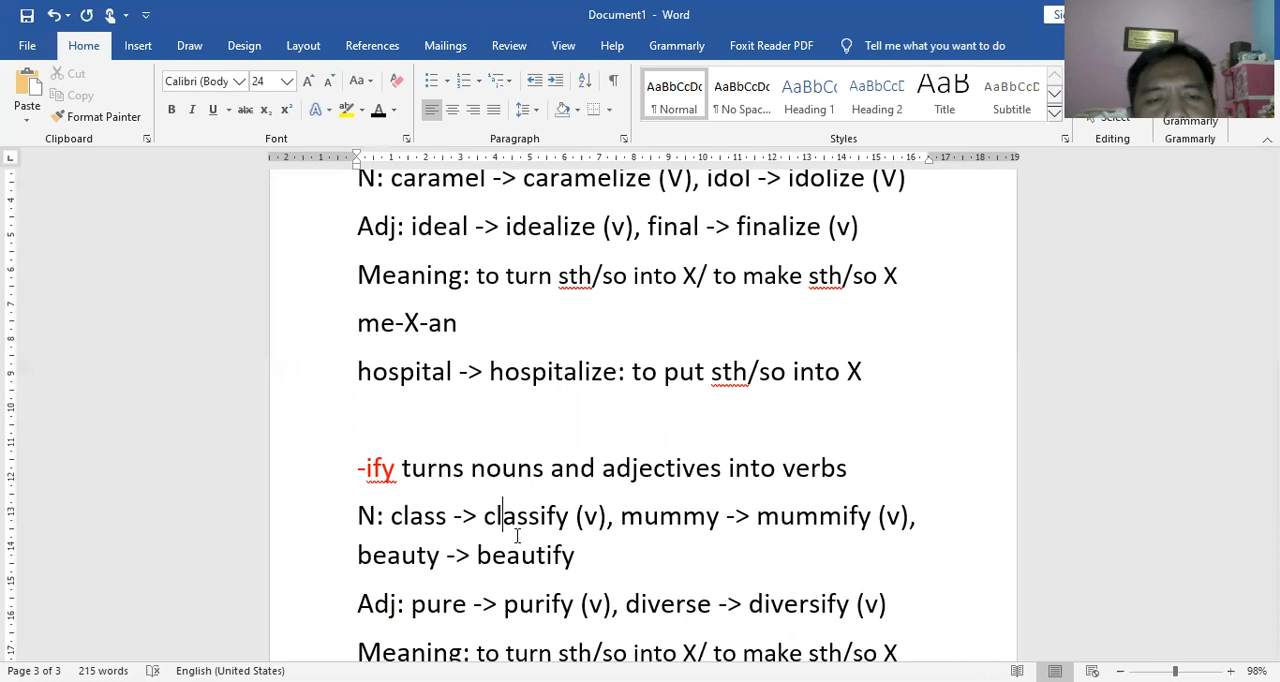 Document1 - Word
File Home Insert Draw Design Layout References Mailings Review View Help Grammarly Foxit Reader PDF Tell me what you want to do
Paste
Cut
Copy
Format Painter
Calibri (Body 24
Clipboard Font Paragraph Styles Editing Grammarly
AaBbCcDc AaBbCcDc AaBbCc AaBbCcD AaB AaBbCcD
¶ Normal ¶ No Spac... Heading 1 Heading 2 Title Subtitle
Select
Grammarly
N: caramel -> caramelize (V), idol -> idolize (V)
Adj: ideal -> idealize (v), final -> finalize (v)
Meaning: to turn sth/so into X/ to make sth/so X
me-X-an
hospital -> hospitalize: to put sth/so into X
-ify turns nouns and adjectives into verbs
N: class -> classify (v), mummy -> mummify (v),
beauty -> beautify
Adj: pure -> purify (v), diverse -> diversify (v)
Meaning: to turn sth/so into X/ to make sth/so X
Page 3 of 3 215 words English (United States) 98%